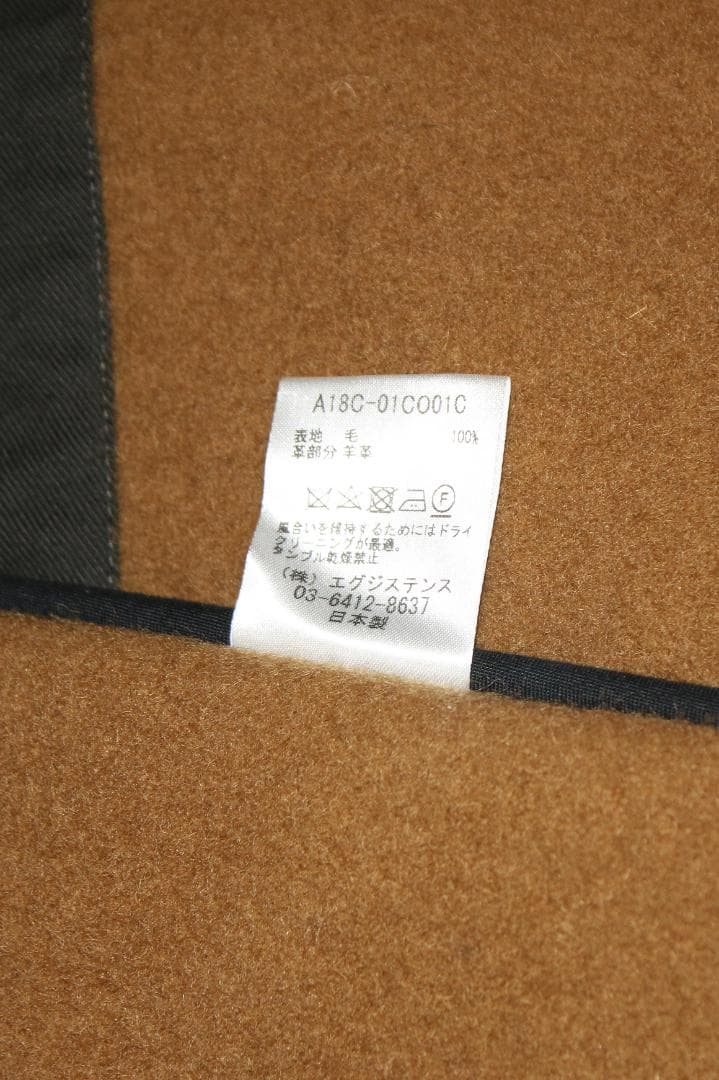 A18C-01CO01C
表地 毛 100%
革部分 羊革
F
風合いを維持するためにはドライ
クリーニングが最適。
タンブル乾燥禁止
(株) エグジステンス
03-6412-8637
日本製